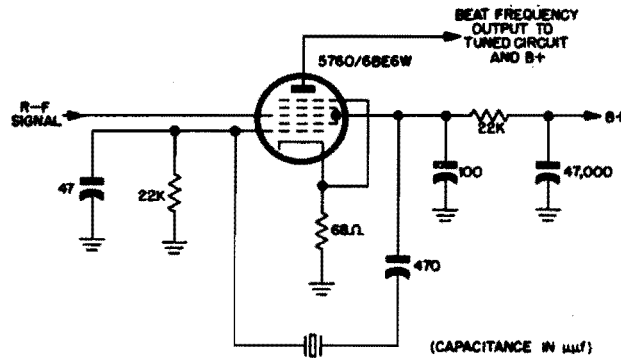 BEAT FREQUENCY
OUTPUT TO
TUNED CIRCUIT
AND B+
5760/6BE6W
R-F
SIGNAL
22K
B+
47
22K
68Ω
100
47,000
470
(CAPACITANCE IN μμf)